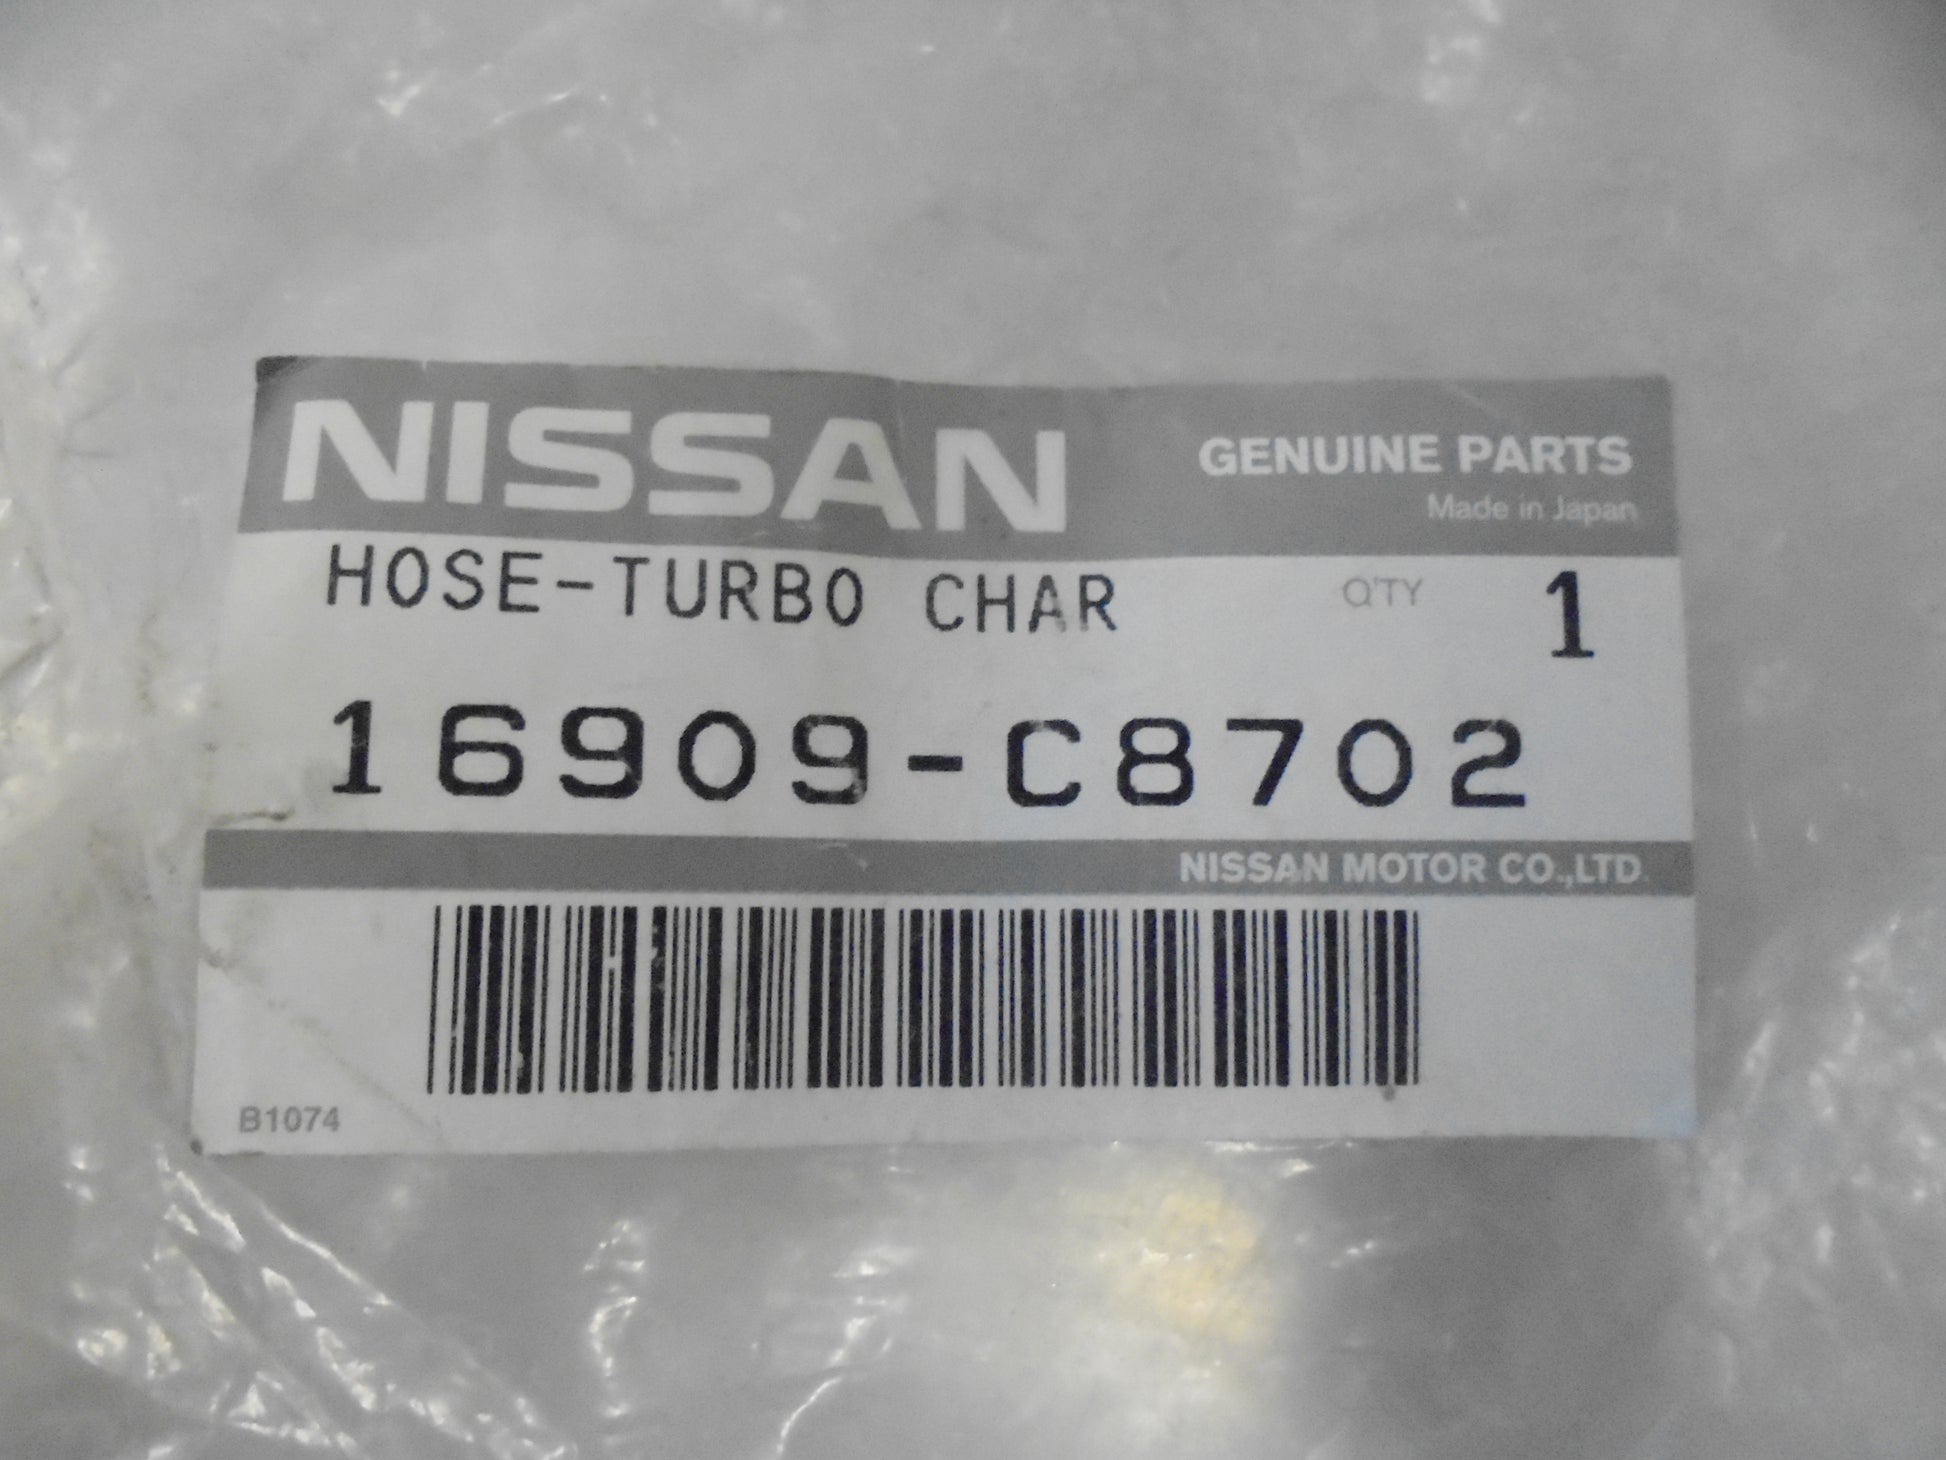 NISSAN
GENUINE PARTS
Made in Japan
HOSE-TURBO CHAR
Q'TY 1
16909-C8702
NISSAN MOTOR CO.,LTD.
B1074